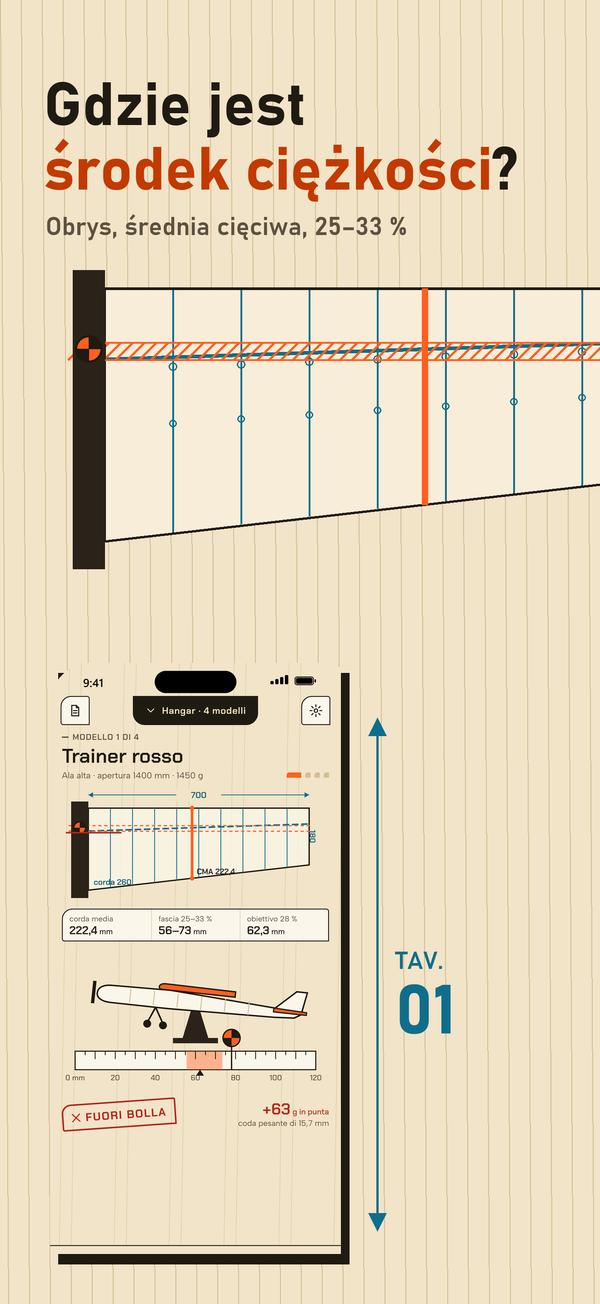 Gdzie jest
środek ciężkości?
Obrys, średnia cięciwa, 25–33 %
9:41
Hangar · 4 modelli
— MODELLO 1 DI 4
Trainer rosso
Ala alta · apertura 1400 mm · 1450 g
700
180
CMA 222,4
corda 260
corda media
222,4 mm
fascia 25–33 %
56–73 mm
obiettivo 28 %
62,3 mm
0 mm 20 40 60 80 100 120
× FUORI BOLLA
+63 g in punta
coda pesante di 15,7 mm
TAV.
01